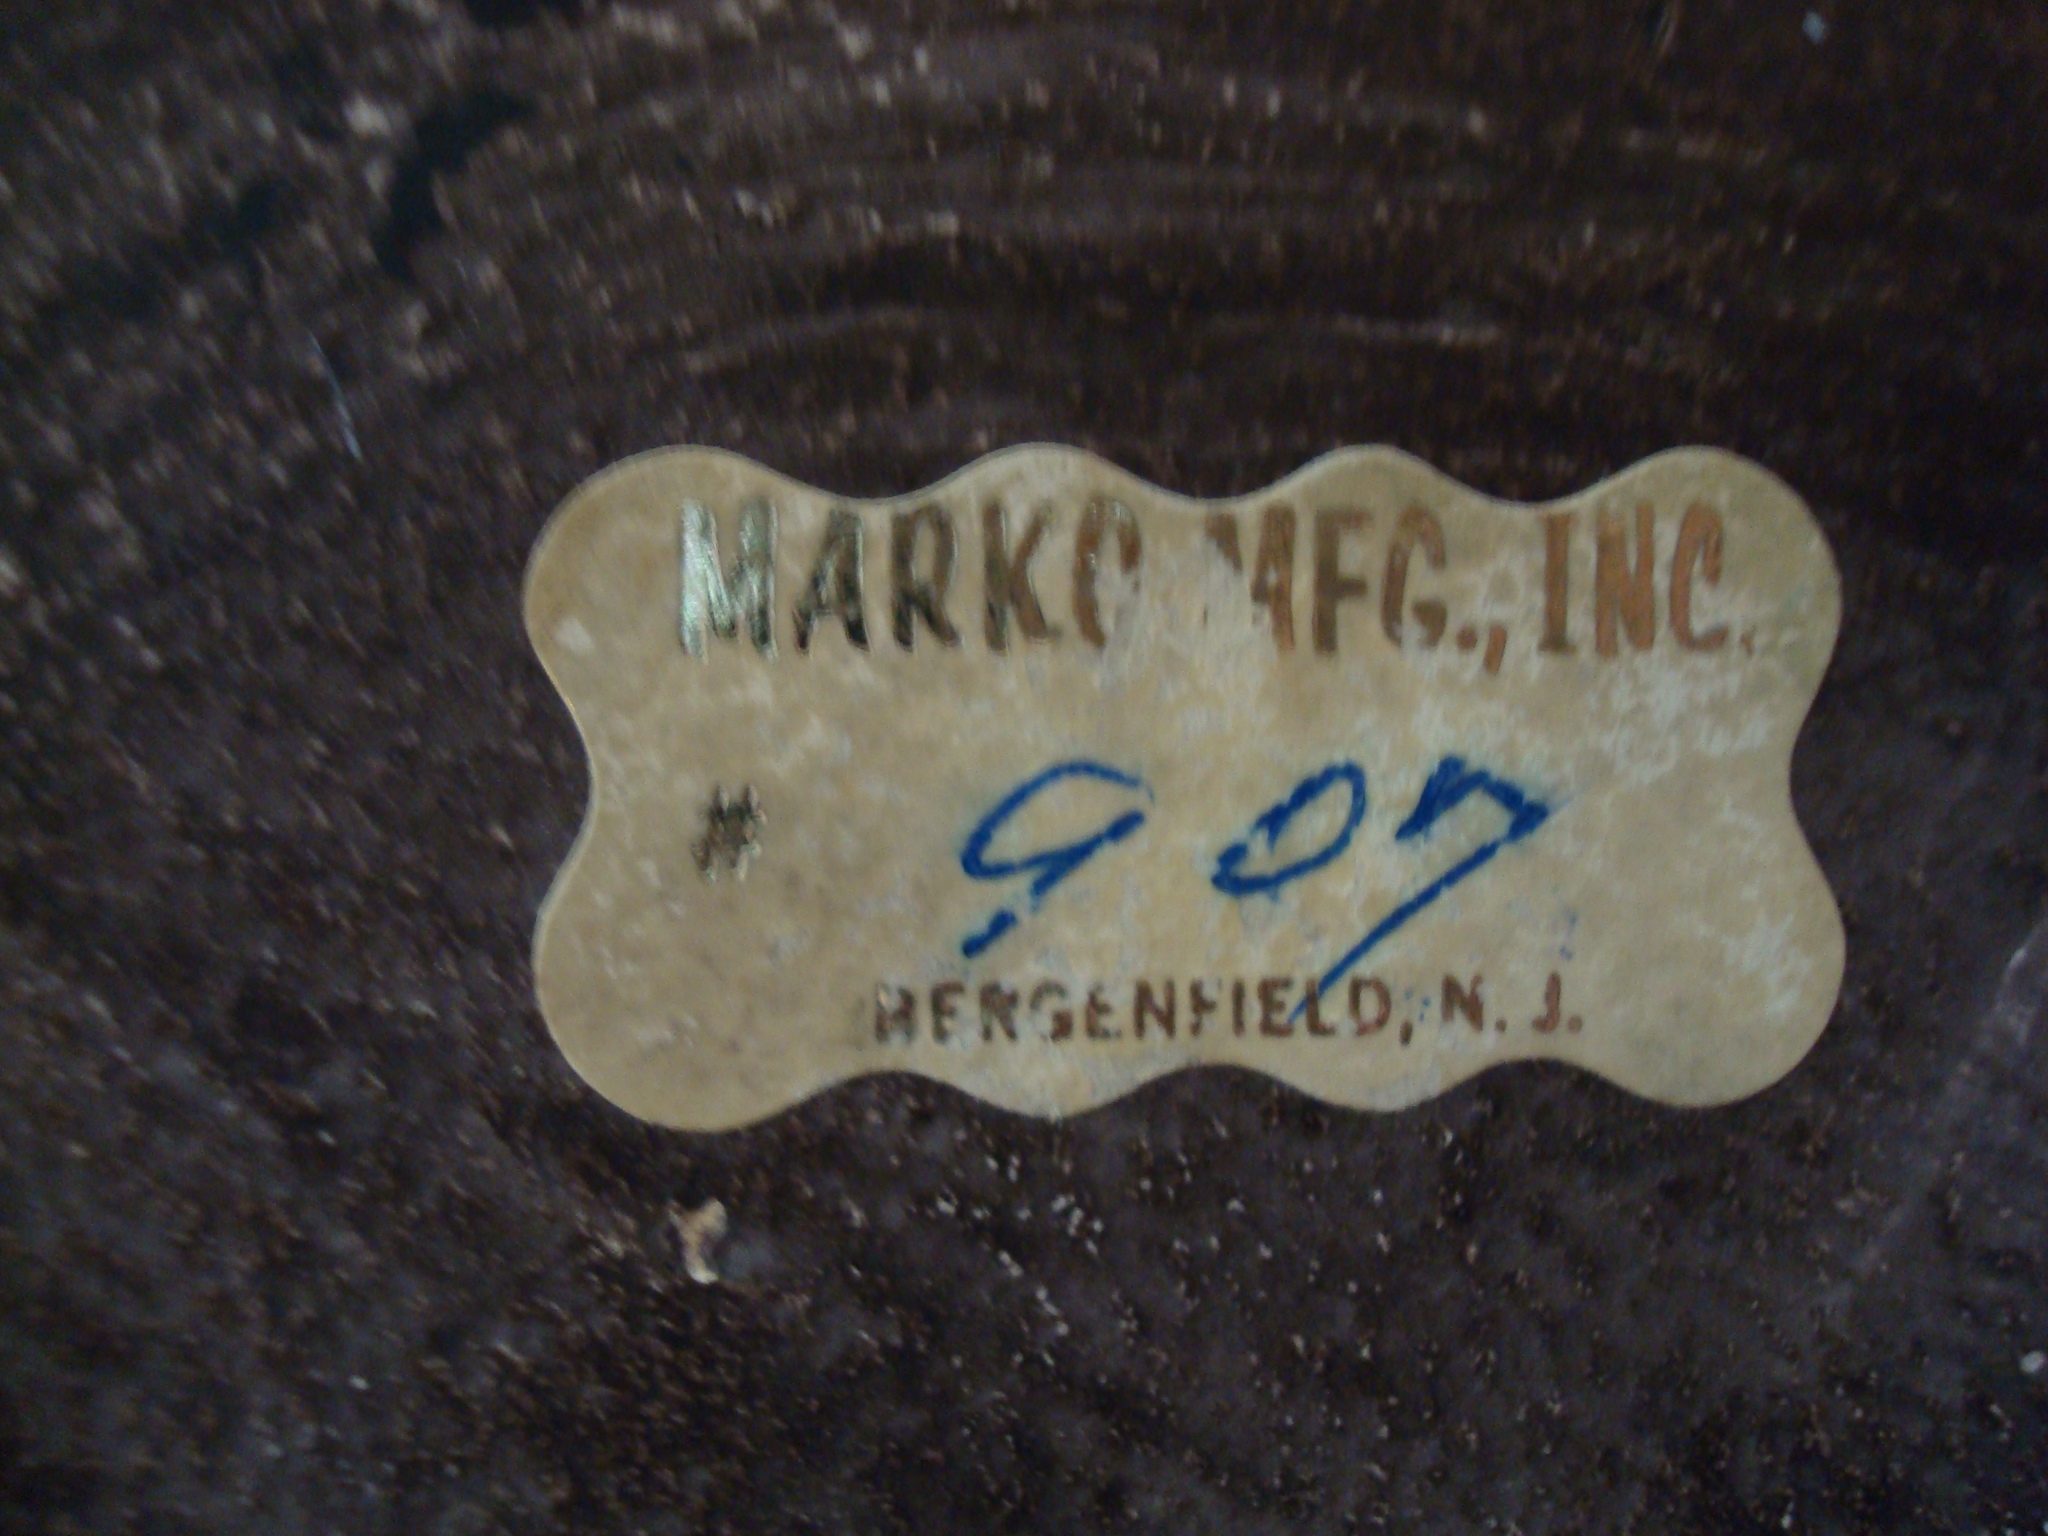 MARKO MFG., INC.
# 907
BERGENFIELD, N. J.